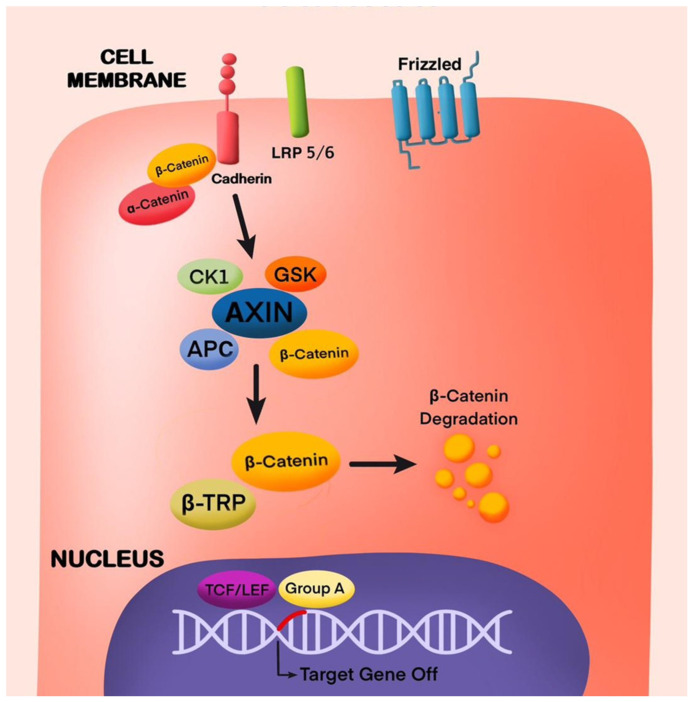 CELL
MEMBRANE
Frizzled
LRP 5/6
β-Catenin
Cadherin
α-Catenin
CK1
GSK
AXIN
APC
β-Catenin
β-Catenin
Degradation
β-Catenin
β-TRP
NUCLEUS
TCF/LEF
Group A
Target Gene Off